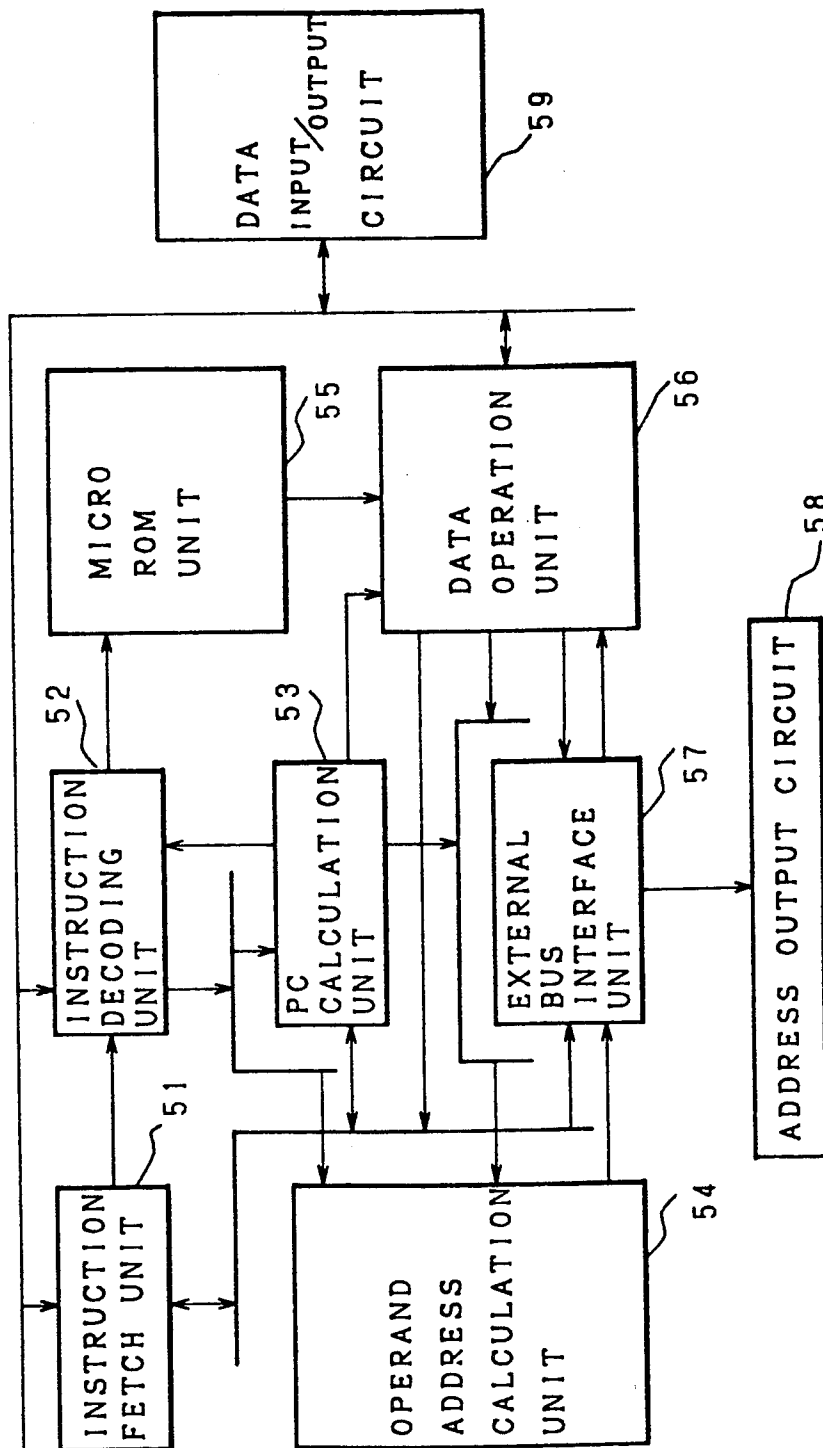 INSTRUCTION
FETCH UNIT
51
INSTRUCTION
DECODING
UNIT
52
MICRO
ROM
UNIT
55
DATA
INPUT/OUTPUT
CIRCUIT
59
PC
CALCULATION
UNIT
53
OPERAND
ADDRESS
CALCULATION
UNIT
54
EXTERNAL
BUS
INTERFACE
UNIT
57
DATA
OPERATION
UNIT
56
ADDRESS OUTPUT CIRCUIT
58